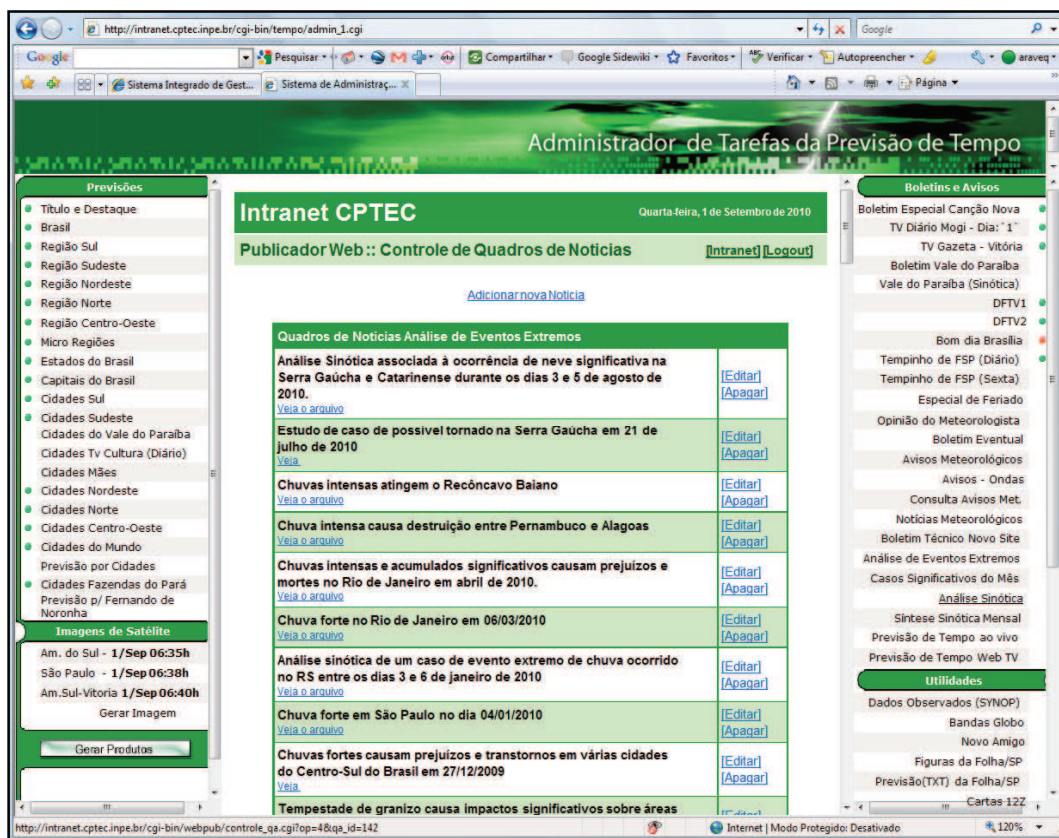 http://intranet.cptec.inpe.br/cgi-bin/tempo/admin_1.cgi
Google
Google
Pesquisar
Compartilhar
Google Sidewiki
Favoritos
Verificar
Autopreencher
araveq
Sistema Integrado de Gest...
Sistema de Administraç...
Página
Administrador de Tarefas da Previsão de Tempo
Previsões
Título e Destaque
Brasil
Região Sul
Região Sudeste
Região Nordeste
Região Norte
Região Centro-Oeste
Micro Regiões
Estados do Brasil
Capitais do Brasil
Cidades Sul
Cidades Sudeste
Cidades do Vale do Paraíba
Cidades Tv Cultura (Diário)
Cidades Mães
Cidades Nordeste
Cidades Norte
Cidades Centro-Oeste
Cidades do Mundo
Previsão por Cidades
Cidades Fazendas do Pará
Previsão p/ Fernando de
Noronha
Imagens de Satélite
Am. do Sul - 1/Sep 06:35h
São Paulo - 1/Sep 06:38h
Am.Sul-Vitoria 1/Sep 06:40h
Gerar Imagem
Gerar Produtos
Intranet CPTEC
Quarta-feira, 1 de Setembro de 2010
Publicador Web :: Controle de Quadros de Noticias
[Intranet] [Logout]
Adicionar nova Noticia
Quadros de Noticias Análise de Eventos Extremos
Análise Sinótica associada à ocorrência de neve significativa na
Serra Gaúcha e Catarinense durante os dias 3 e 5 de agosto de
2010.
Veja o arquivo
[Editar]
[Apagar]
Estudo de caso de possível tornado na Serra Gaúcha em 21 de
julho de 2010
Veja
[Editar]
[Apagar]
Chuvas intensas atingem o Recôncavo Baiano
Veja o arquivo
[Editar]
[Apagar]
Chuva intensa causa destruição entre Pernambuco e Alagoas
Veja o arquivo
[Editar]
[Apagar]
Chuvas intensas e acumulados significativos causam prejuízos e
mortes no Rio de Janeiro em abril de 2010.
Veja o arquivo
[Editar]
[Apagar]
Chuva forte no Rio de Janeiro em 06/03/2010
Veja o arquivo
[Editar]
[Apagar]
Análise sinótica de um caso de evento extremo de chuva ocorrido
no RS entre os dias 3 e 6 de janeiro de 2010
Veja o arquivo
[Editar]
[Apagar]
Chuva forte em São Paulo no dia 04/01/2010
Veja o arquivo
[Editar]
[Apagar]
Chuvas fortes causam prejuízos e transtornos em várias cidades
do Centro-Sul do Brasil em 27/12/2009
Veja
[Editar]
[Apagar]
Tempestade de granizo causa impactos significativos sobre áreas
[Editar]
Boletins e Avisos
Boletim Especial Canção Nova
TV Diário Mogi - Dia:`1`
TV Gazeta - Vitória
Boletim Vale do Paraíba
Vale do Paraíba (Sinótica)
DFTV1
DFTV2
Bom dia Brasília
Tempinho de FSP (Diário)
Tempinho de FSP (Sexta)
Especial de Feriado
Opinião do Meteorologista
Boletim Eventual
Avisos Meteorológicos
Avisos - Ondas
Consulta Avisos Met.
Notícias Meteorológicos
Boletim Técnico Novo Site
Análise de Eventos Extremos
Casos Significativos do Mês
Análise Sinótica
Síntese Sinótica Mensal
Previsão de Tempo ao vivo
Previsão de Tempo Web TV
Utilidades
Dados Observados (SYNOP)
Bandas Globo
Novo Amigo
Figuras da Folha/SP
Previsão(TXT) da Folha/SP
Cartas 12Z
http://intranet.cptec.inpe.br/cgi-bin/webpub/controle_qa.cgi?op=4&qa_id=142
Internet | Modo Protegido: Desativado
120%